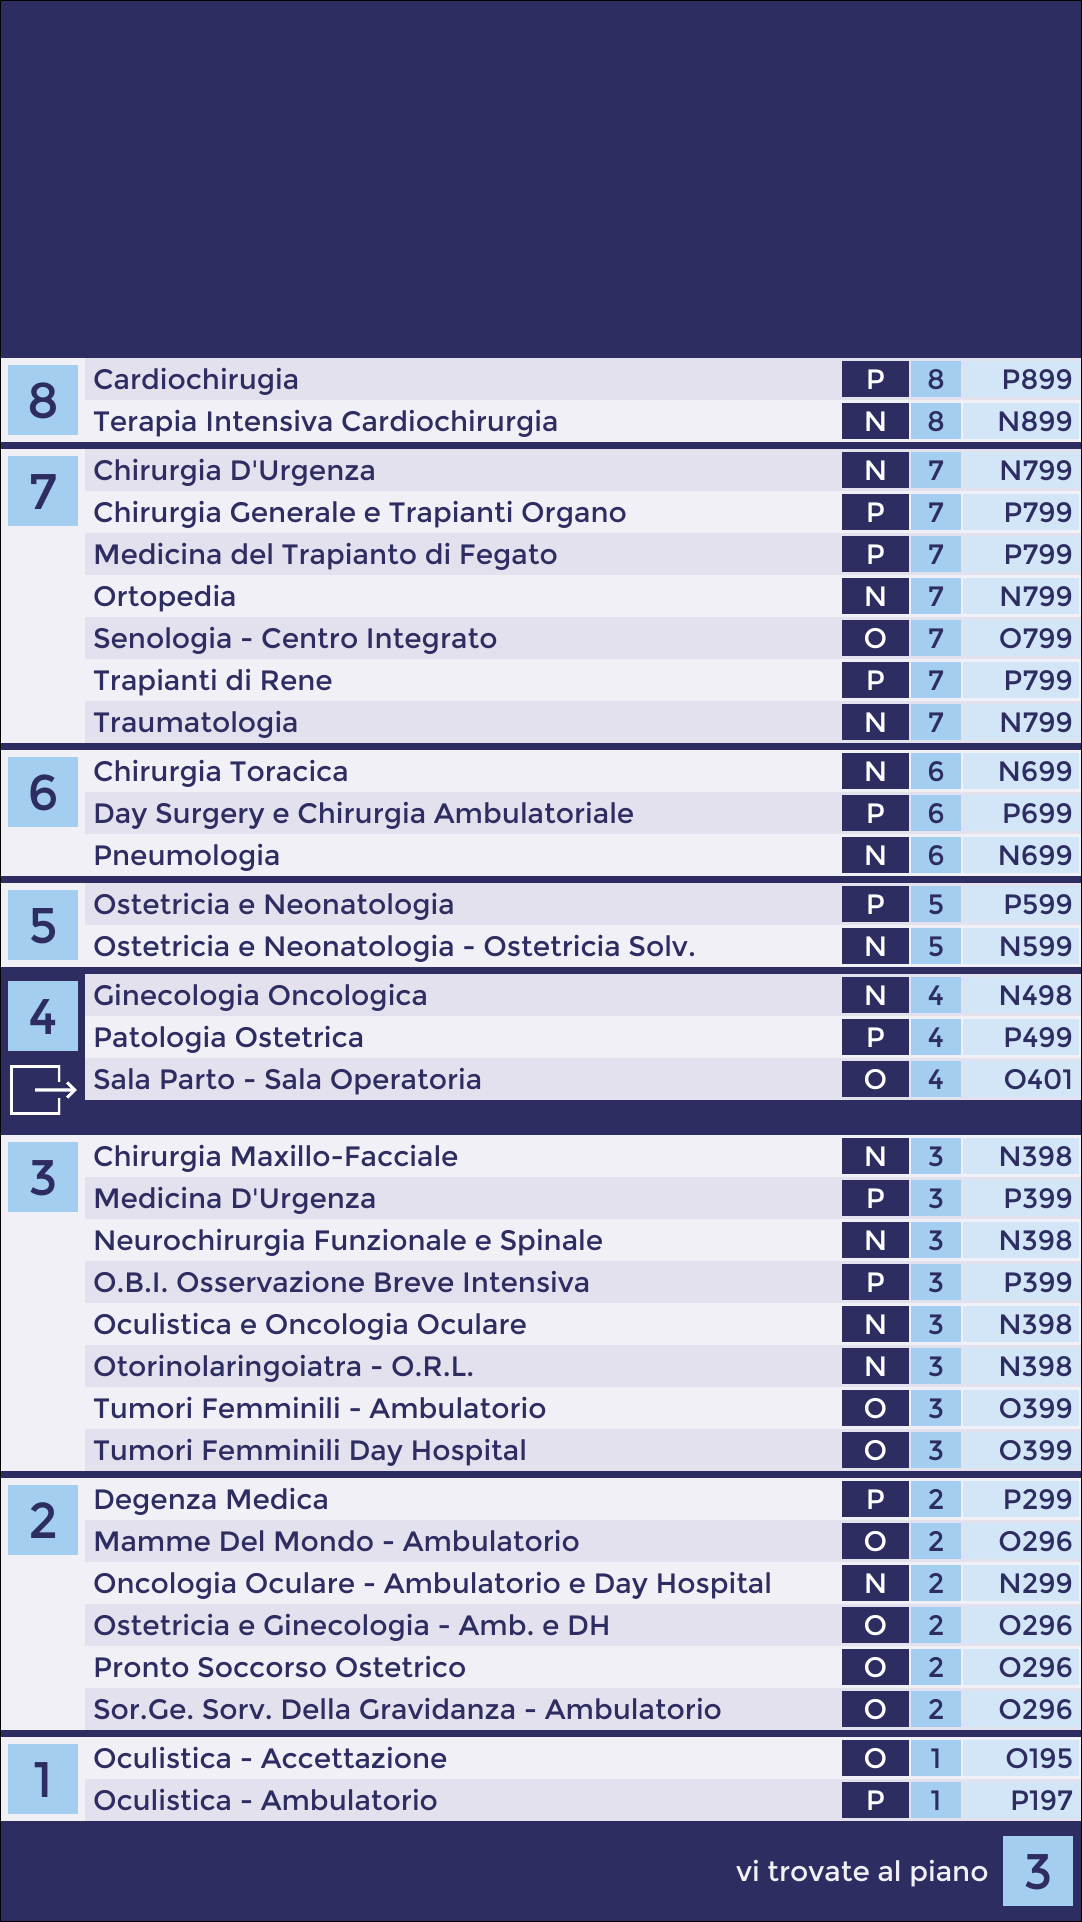 8
Cardiochirugia P 8 P899
Terapia Intensiva Cardiochirurgia N 8 N899
7
Chirurgia D'Urgenza N 7 N799
Chirurgia Generale e Trapianti Organo P 7 P799
Medicina del Trapianto di Fegato P 7 P799
Ortopedia N 7 N799
Senologia - Centro Integrato O 7 O799
Trapianti di Rene P 7 P799
Traumatologia N 7 N799
6
Chirurgia Toracica N 6 N699
Day Surgery e Chirurgia Ambulatoriale P 6 P699
Pneumologia N 6 N699
5
Ostetricia e Neonatologia P 5 P599
Ostetricia e Neonatologia - Ostetricia Solv. N 5 N599
4
Ginecologia Oncologica N 4 N498
Patologia Ostetrica P 4 P499
Sala Parto - Sala Operatoria O 4 O401
3
Chirurgia Maxillo-Facciale N 3 N398
Medicina D'Urgenza P 3 P399
Neurochirurgia Funzionale e Spinale N 3 N398
O.B.I. Osservazione Breve Intensiva P 3 P399
Oculistica e Oncologia Oculare N 3 N398
Otorinolaringoiatra - O.R.L. N 3 N398
Tumori Femminili - Ambulatorio O 3 O399
Tumori Femminili Day Hospital O 3 O399
2
Degenza Medica P 2 P299
Mamme Del Mondo - Ambulatorio O 2 O296
Oncologia Oculare - Ambulatorio e Day Hospital N 2 N299
Ostetricia e Ginecologia - Amb. e DH O 2 O296
Pronto Soccorso Ostetrico O 2 O296
Sor.Ge. Sorv. Della Gravidanza - Ambulatorio O 2 O296
1
Oculistica - Accettazione O 1 O195
Oculistica - Ambulatorio P 1 P197
vi trovate al piano 3